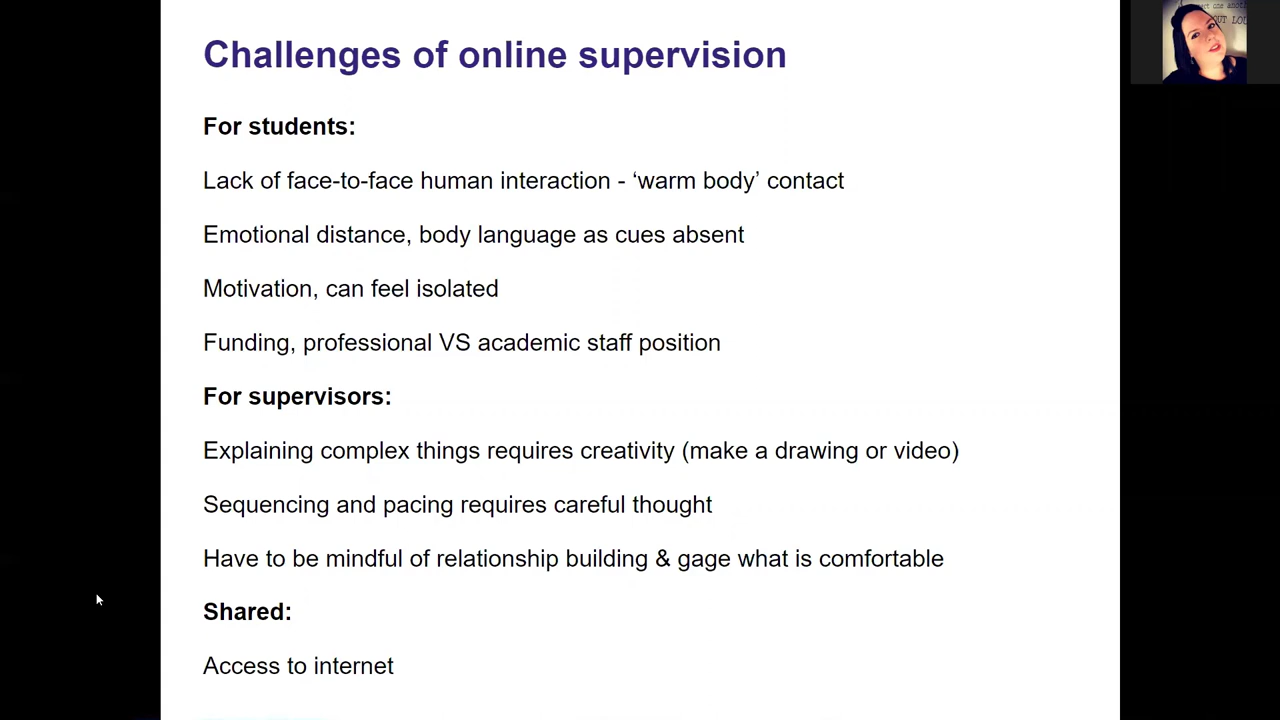 Challenges of online supervision
For students:
Lack of face-to-face human interaction - ‘warm body’ contact
Emotional distance, body language as cues absent
Motivation, can feel isolated
Funding, professional VS academic staff position
For supervisors:
Explaining complex things requires creativity (make a drawing or video)
Sequencing and pacing requires careful thought
Have to be mindful of relationship building & gage what is comfortable
Shared:
Access to internet